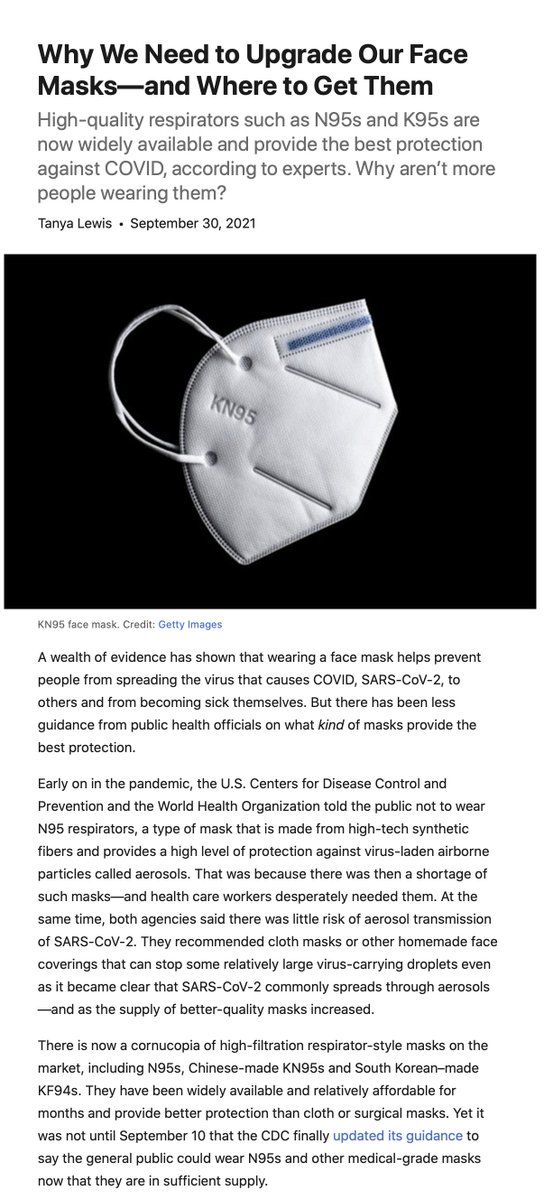 Why We Need to Upgrade Our Face
Masks—and Where to Get Them
High-quality respirators such as N95s and K95s are
now widely available and provide the best protection
against COVID, according to experts. Why aren’t more
people wearing them?
Tanya Lewis • September 30, 2021
KN95
KN95 face mask. Credit: Getty Images
A wealth of evidence has shown that wearing a face mask helps prevent
people from spreading the virus that causes COVID, SARS-CoV-2, to
others and from becoming sick themselves. But there has been less
guidance from public health officials on what kind of masks provide the
best protection.
Early on in the pandemic, the U.S. Centers for Disease Control and
Prevention and the World Health Organization told the public not to wear
N95 respirators, a type of mask that is made from high-tech synthetic
fibers and provides a high level of protection against virus-laden airborne
particles called aerosols. That was because there was then a shortage of
such masks—and health care workers desperately needed them. At the
same time, both agencies said there was little risk of aerosol transmission
of SARS-CoV-2. They recommended cloth masks or other homemade face
coverings that can stop some relatively large virus-carrying droplets even
as it became clear that SARS-CoV-2 commonly spreads through aerosols
—and as the supply of better-quality masks increased.
There is now a cornucopia of high-filtration respirator-style masks on the
market, including N95s, Chinese-made KN95s and South Korean–made
KF94s. They have been widely available and relatively affordable for
months and provide better protection than cloth or surgical masks. Yet it
was not until September 10 that the CDC finally updated its guidance to
say the general public could wear N95s and other medical-grade masks
now that they are in sufficient supply.